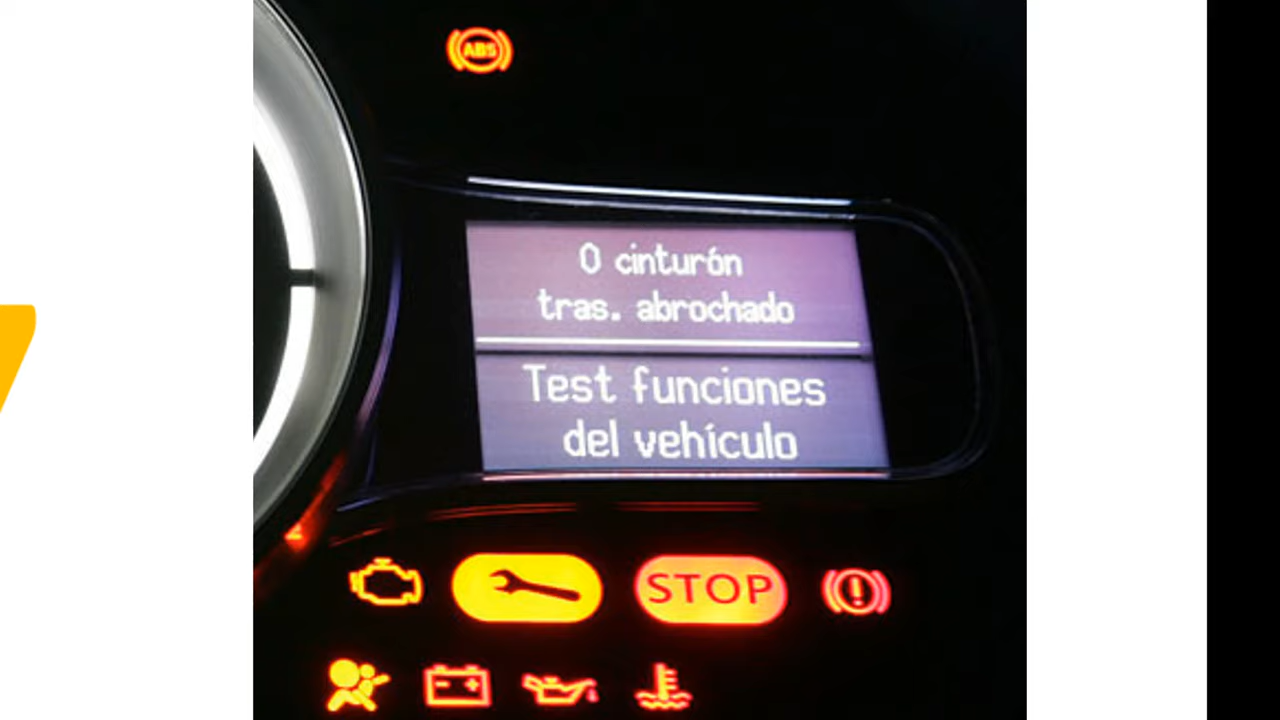 ABS
0 cinturón
tras. abrochado
Test funciones
del vehículo
STOP